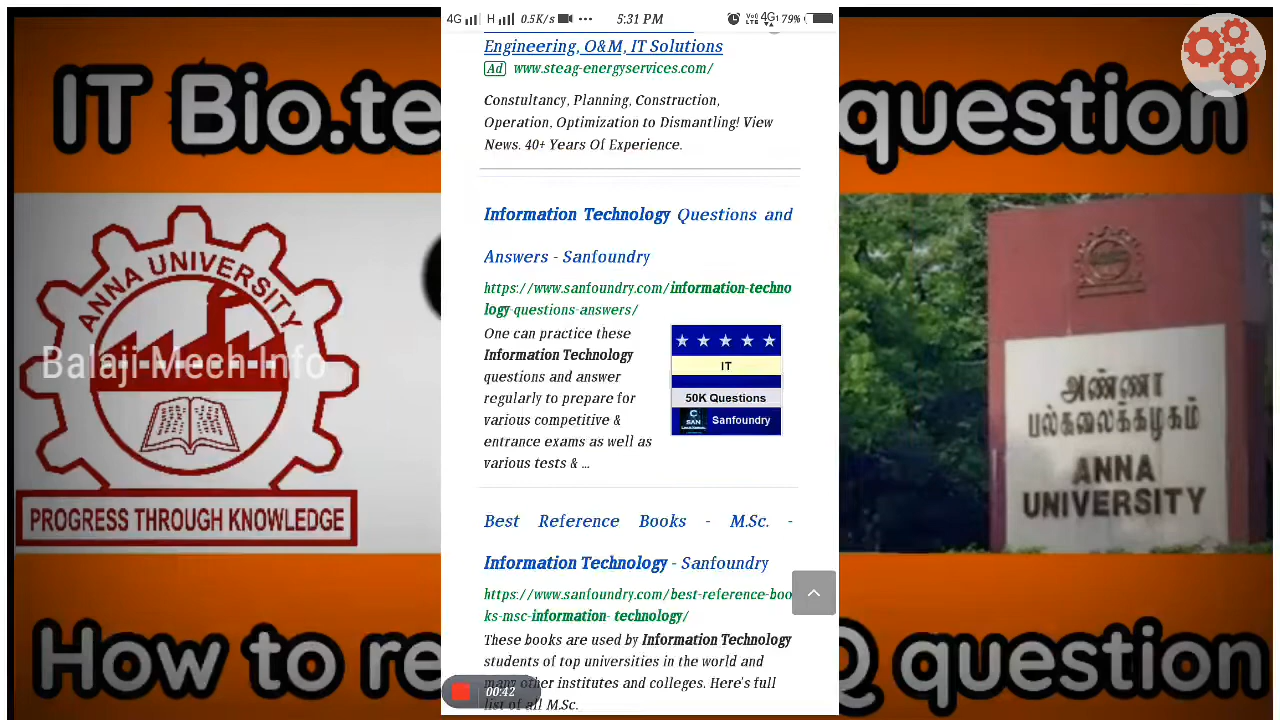 4G H 0.5K/s ••• 5:31 PM VoI LTE 4G 79%
Engineering, O&M, IT Solutions
Ad www.steag-energyservices.com/
Constultancy, Planning, Construction,
Operation, Optimization to Dismantling! View
News. 40+ Years Of Experience.
Information Technology Questions and
Answers - Sanfoundry
https://www.sanfoundry.com/information-techno
logy-questions-answers/
One can practice these
Information Technology
questions and answer
regularly to prepare for
various competitive &
entrance exams as well as
various tests & ...
IT
50K Questions
Sanfoundry
Best Reference Books - M.Sc. -
Information Technology - Sanfoundry
https://www.sanfoundry.com/best-reference-boo
ks-msc-information- technology/
These books are used by Information Technology
students of top universities in the world and
many other institutes and colleges. Here's full
list of all M.Sc.
00:42
IT Bio.te
question
ANNA UNIVERSITY
Balaji Mech Info
PROGRESS THROUGH KNOWLEDGE
அண்ணா
பல்கலைக்கழகம்
ANNA
UNIVERSITY
How to re
Q question